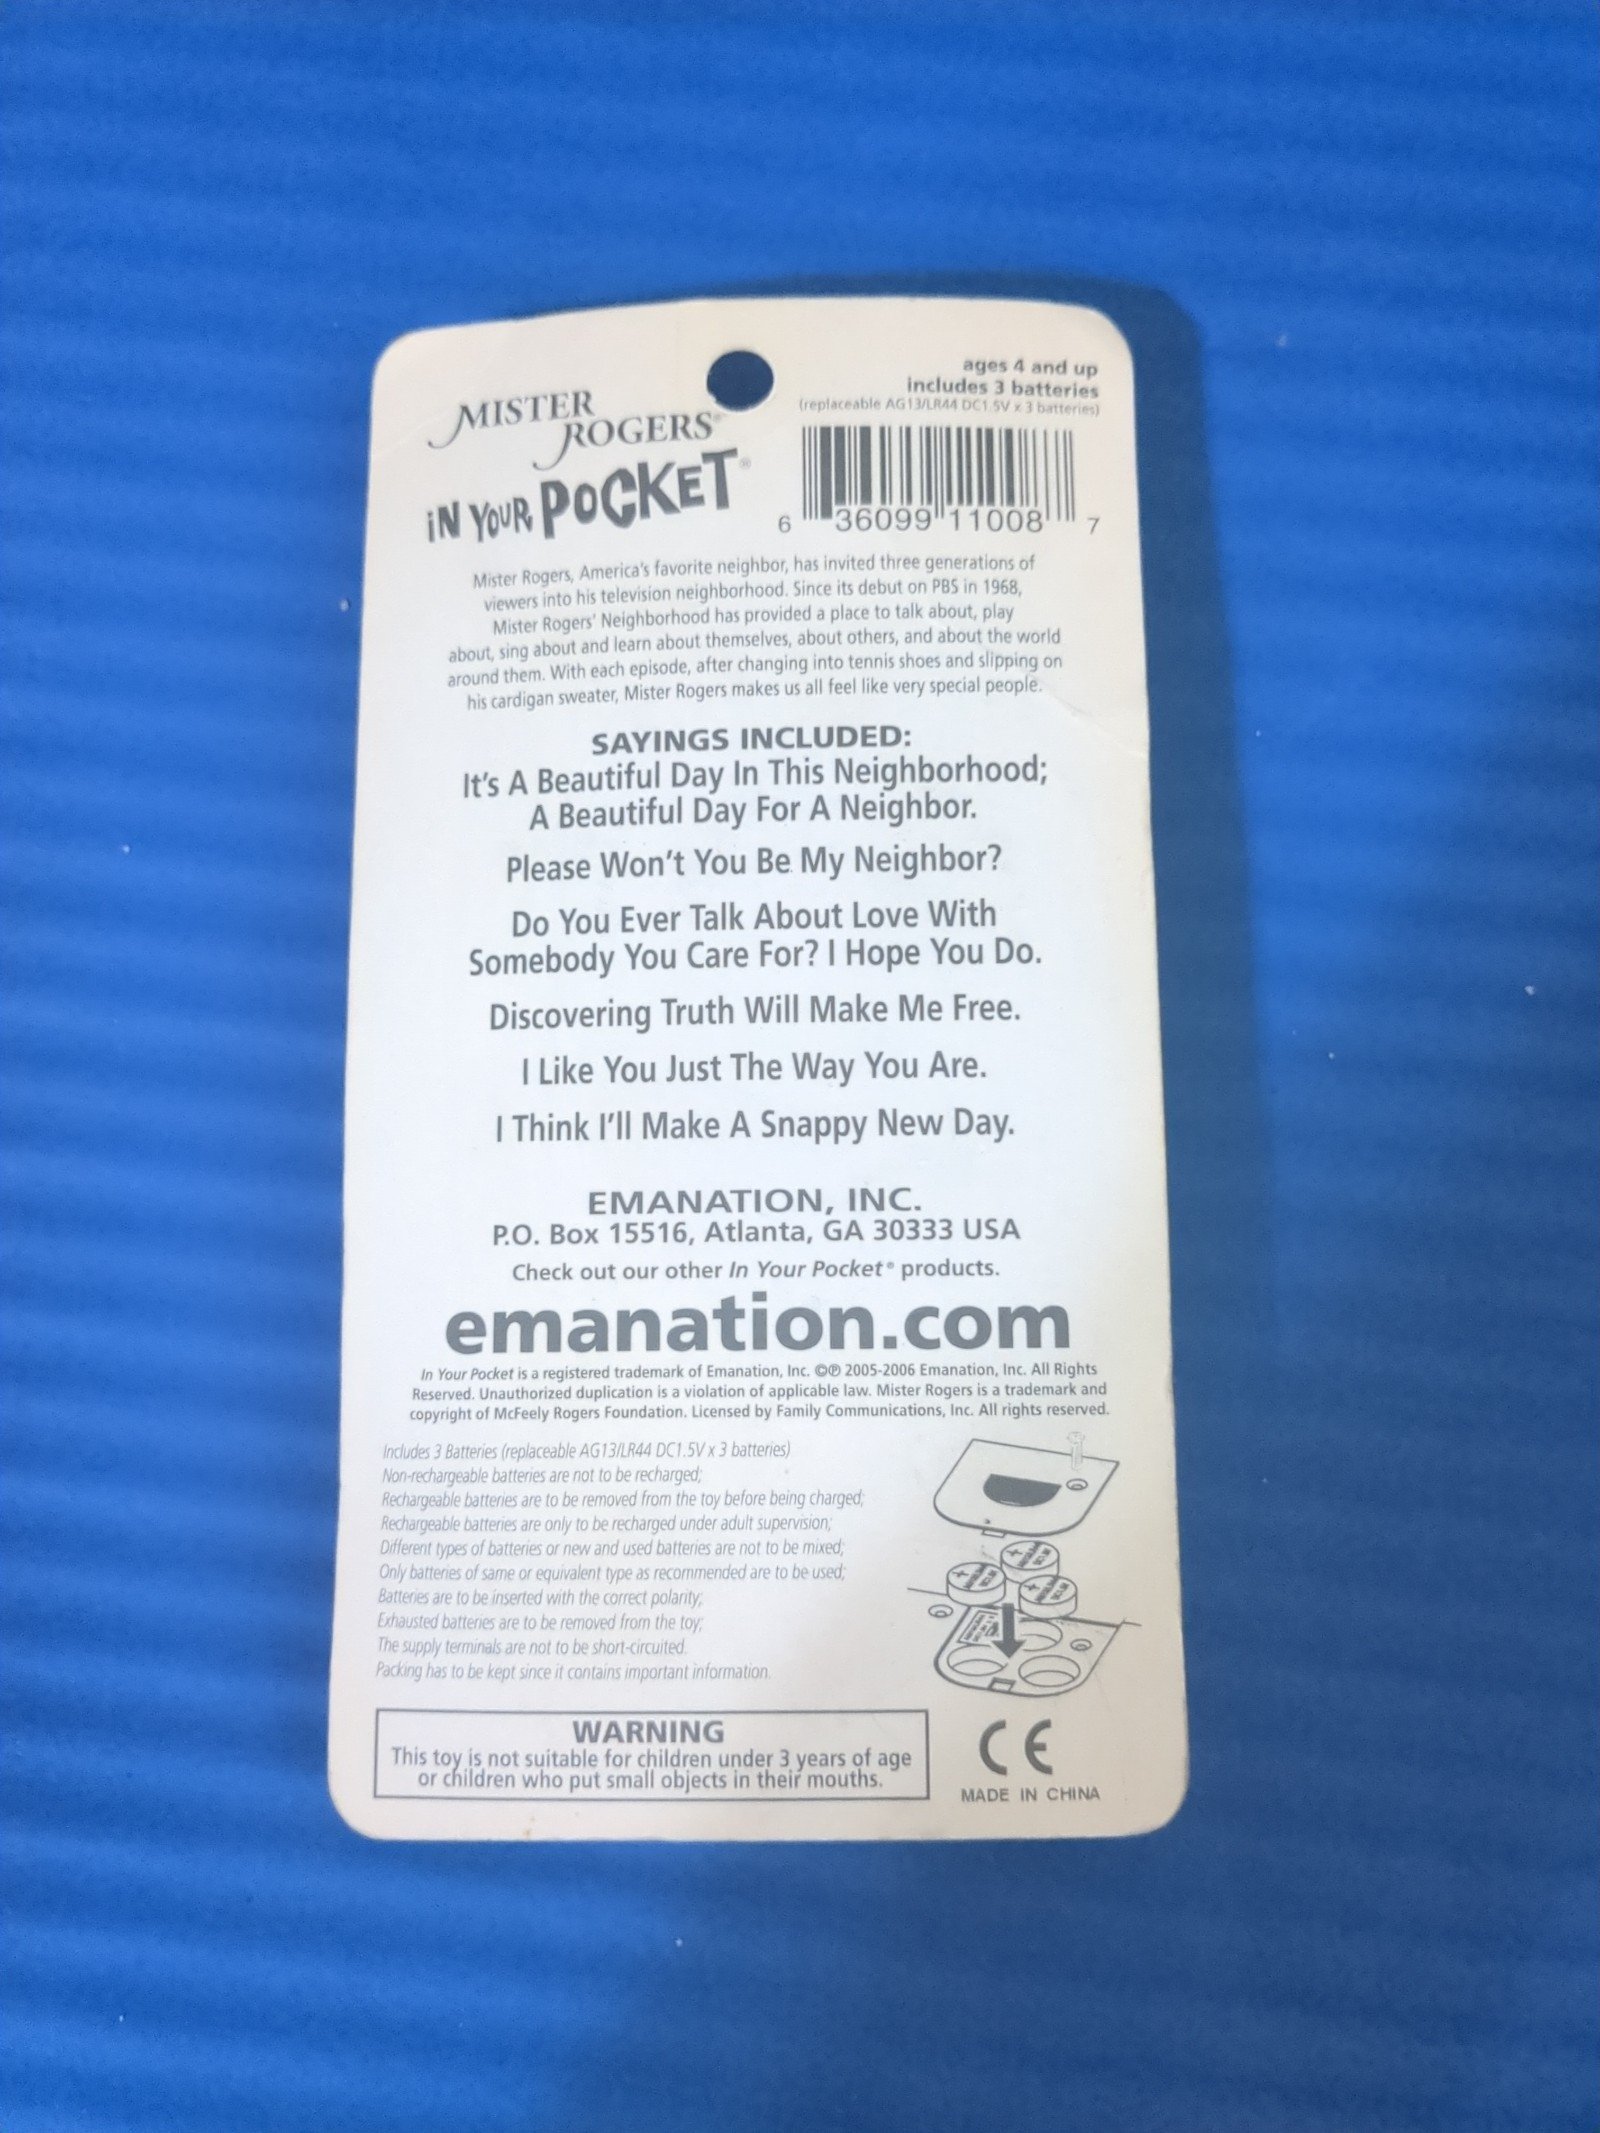 MISTER
ROGERS®
iN YOUR POCKET®
ages 4 and up
includes 3 batteries
(replaceable AG13/LR44 DC1.5V x 3 batteries)
6 36099 11008 7
Mister Rogers, America's favorite neighbor, has invited three generations of
viewers into his television neighborhood. Since its debut on PBS in 1968,
Mister Rogers' Neighborhood has provided a place to talk about, play
about, sing about and learn about themselves, about others, and about the world
around them. With each episode, after changing into tennis shoes and slipping on
his cardigan sweater, Mister Rogers makes us all feel like very special people.
SAYINGS INCLUDED:
It's A Beautiful Day In This Neighborhood;
A Beautiful Day For A Neighbor.
Please Won't You Be My Neighbor?
Do You Ever Talk About Love With
Somebody You Care For? I Hope You Do.
Discovering Truth Will Make Me Free.
I Like You Just The Way You Are.
I Think I'll Make A Snappy New Day.
EMANATION, INC.
P.O. Box 15516, Atlanta, GA 30333 USA
Check out our other In Your Pocket® products.
emanation.com
In Your Pocket is a registered trademark of Emanation, Inc. ©℗ 2005-2006 Emanation, Inc. All Rights
Reserved. Unauthorized duplication is a violation of applicable law. Mister Rogers is a trademark and
copyright of McFeely Rogers Foundation. Licensed by Family Communications, Inc. All rights reserved.
Includes 3 Batteries (replaceable AG13/LR44 DC1.5V x 3 batteries)
Non-rechargeable batteries are not to be recharged;
Rechargeable batteries are to be removed from the toy before being charged;
Rechargeable batteries are only to be recharged under adult supervision;
Different types of batteries or new and used batteries are not to be mixed;
Only batteries of same or equivalent type as recommended are to be used;
Batteries are to be inserted with the correct polarity;
Exhausted batteries are to be removed from the toy;
The supply terminals are not to be short-circuited.
Packing has to be kept since it contains important information.
WARNING
This toy is not suitable for children under 3 years of age
or children who put small objects in their mouths.
CE
MADE IN CHINA